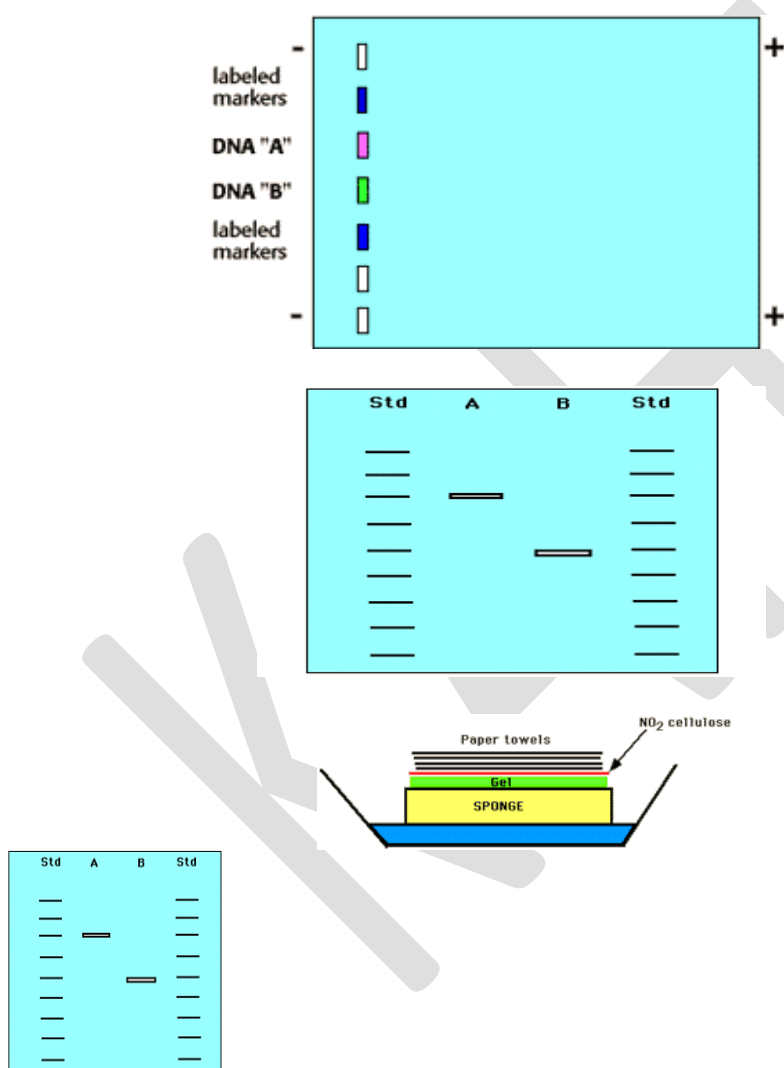 - +
labeled
markers
DNA "A"
DNA "B"
labeled
markers
- +
Std A B Std
NO2 cellulose
Paper towels
Gel
SPONGE
Std A B Std